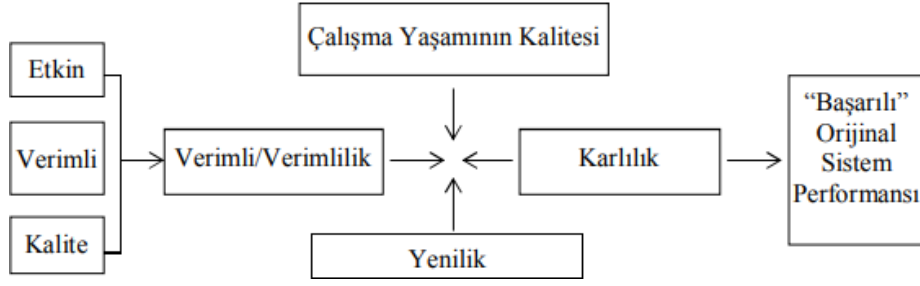 Çalışma Yaşamının Kalitesi
Etkin
Verimli
Kalite
Verimli/Verimlilik
Karlılık
Yenilik
“Başarılı”
Orijinal
Sistem
Performansı